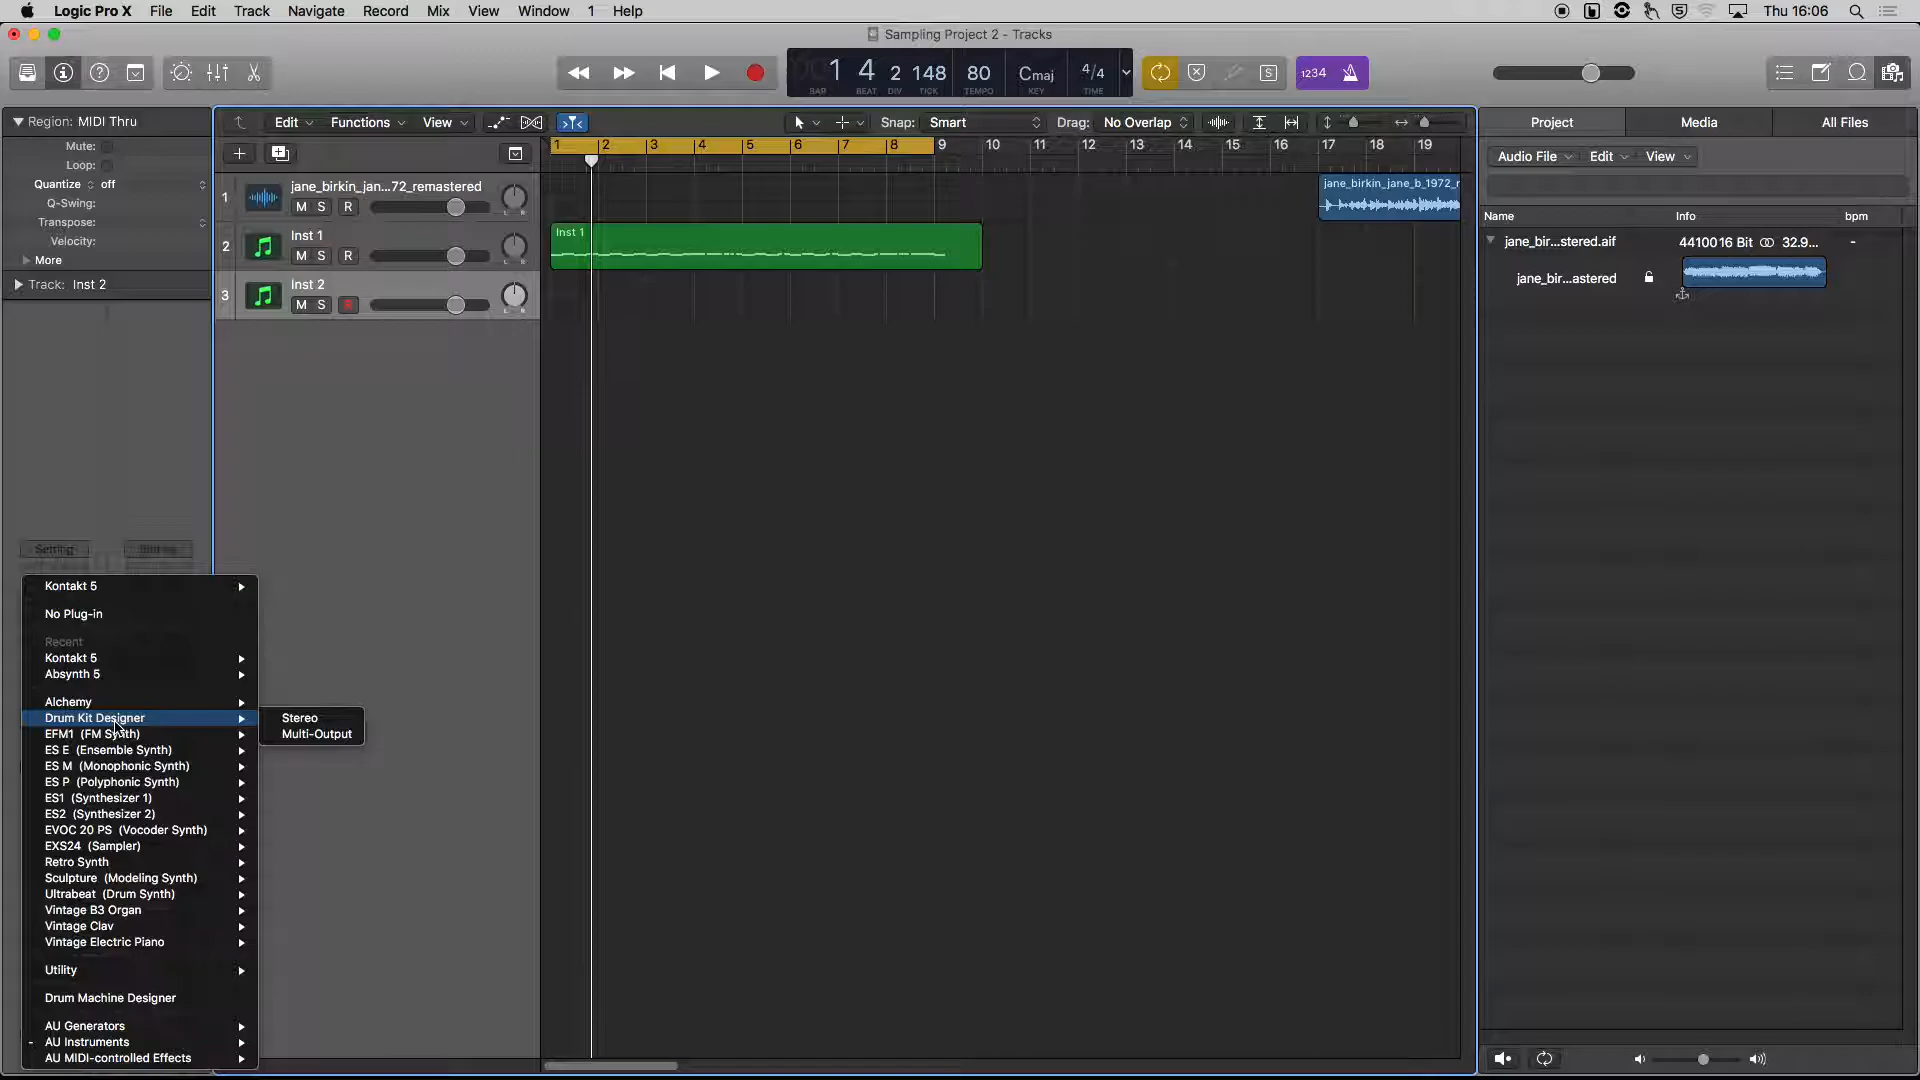 Logic Pro X File Edit Track Navigate Record Mix View Window 1 Help Thu 16:06
Sampling Project 2 - Tracks
1 4 2 148 80 Cmaj 4/4
BAR BEAT DIV TICK TEMPO KEY TIME
1234
S
Region: MIDI Thru
Mute:
Loop:
Quantize off
Q-Swing:
Transpose:
Velocity:
More
Track: Inst 2
Edit Functions View Snap: Smart Drag: No Overlap
1 2 3 4 5 6 7 8 9 10 11 12 13 14 15 16 17 18 19
1 jane_birkin_jan...72_remastered
M S R
L R
jane_birkin_jane_b_1972_r
2 Inst 1
M S R
L R
Inst 1
3 Inst 2
M S R
L R
Project Media All Files
Audio File Edit View
Name Info bpm
jane_bir...stered.aif 4410016 Bit 32.9... -
jane_bir...astered
Setting
Kontakt 5
No Plug-in
Recent
Kontakt 5
Absynth 5
Alchemy
Drum Kit Designer
EFM1 (FM Synth)
ES E (Ensemble Synth)
ES M (Monophonic Synth)
ES P (Polyphonic Synth)
ES1 (Synthesizer 1)
ES2 (Synthesizer 2)
EVOC 20 PS (Vocoder Synth)
EXS24 (Sampler)
Retro Synth
Sculpture (Modeling Synth)
Ultrabeat (Drum Synth)
Vintage B3 Organ
Vintage Clav
Vintage Electric Piano
Utility
Drum Machine Designer
AU Generators
- AU Instruments
AU MIDI-controlled Effects
Stereo
Multi-Output